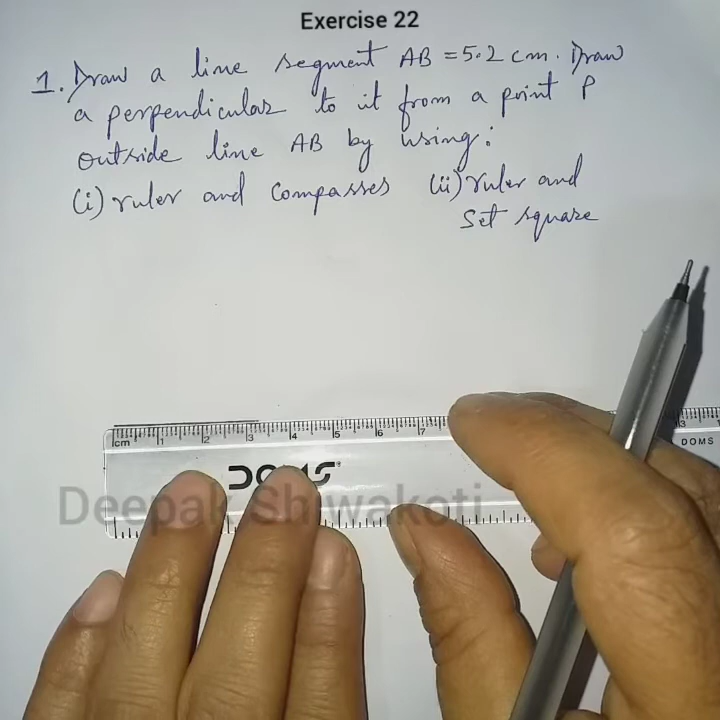 Exercise 22
1. Draw a line segment AB = 5.2 cm. Draw
a perpendicular to it from a point P
outside line AB by using:
(i) ruler and compasses (ii) ruler and
set square
cm 1 2 3 4 5 6 7 13
DOMS
DOMS
Deepak Shiwakoti